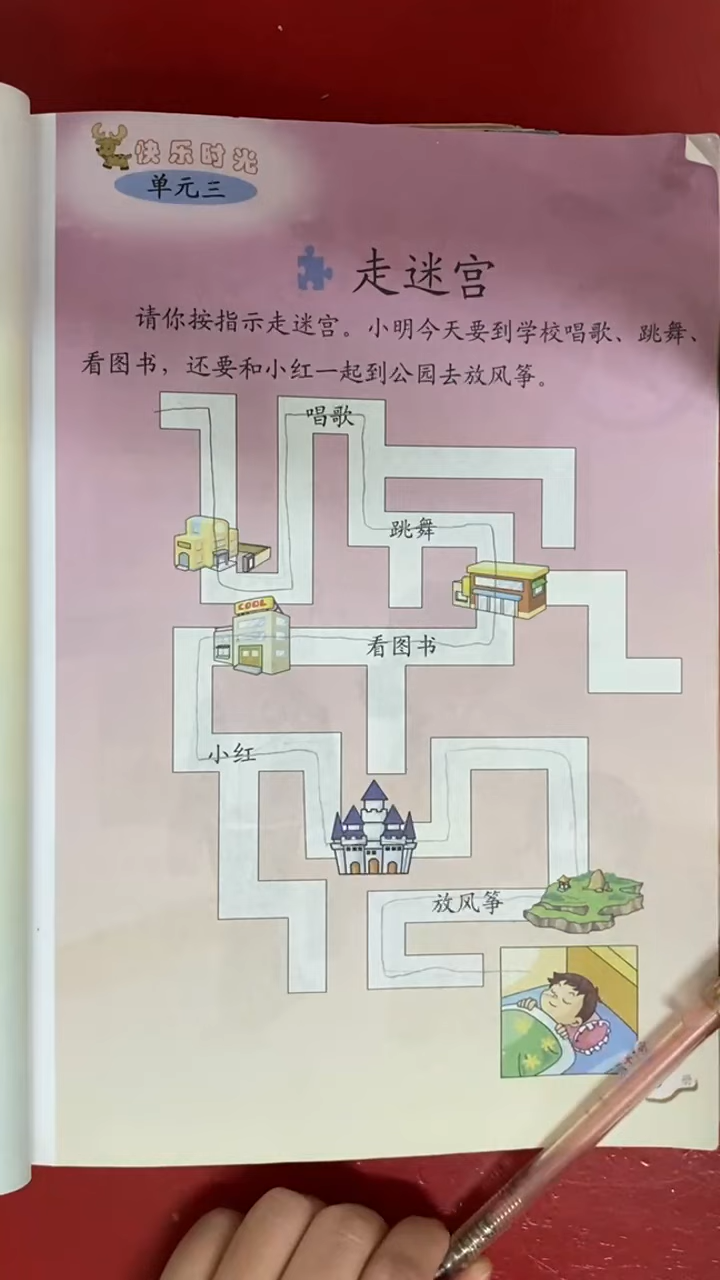 快乐时光
单元三
走迷宫
请你按指示走迷宫。小明今天要到学校唱歌、跳舞、
看图书，还要和小红一起到公园去放风筝。
唱歌
跳舞
COOL
看图书
小红
放风筝